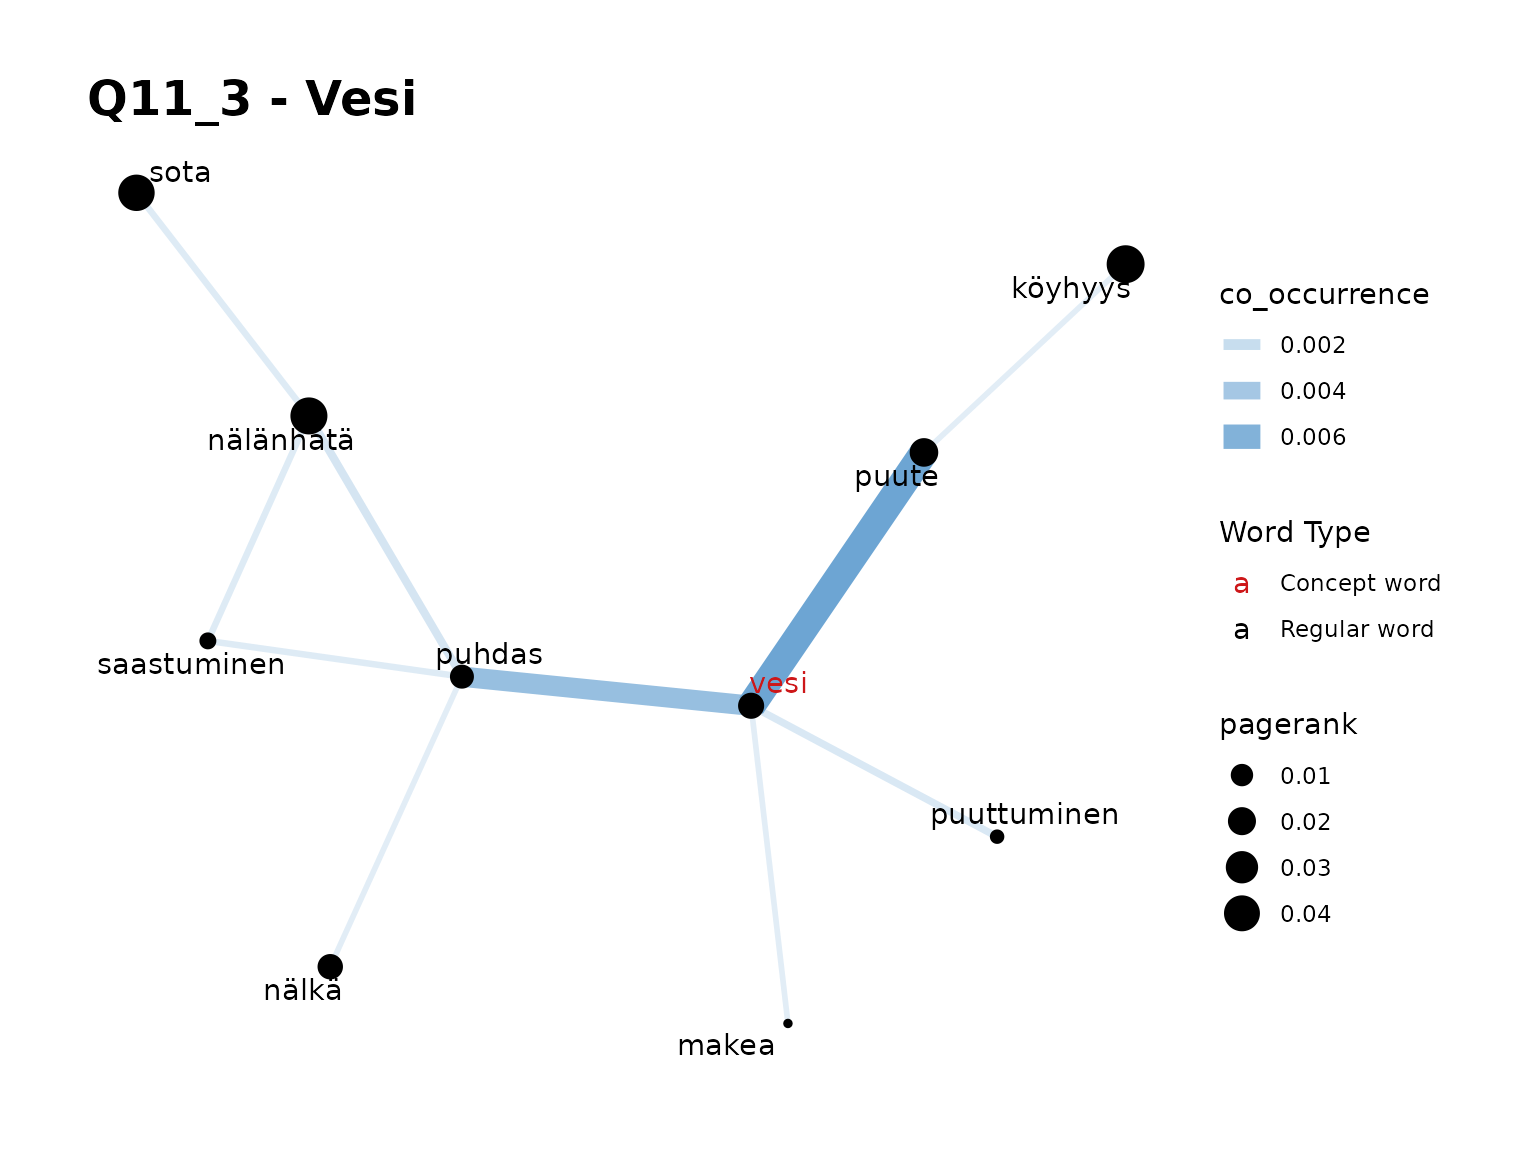 Q11_3 - Vesi
sota
köyhyys
nälänhätä
puute
saastuminen
puhdas
vesi
puuttuminen
nälkä
makea
co_occurrence
0.002
0.004
0.006
Word Type
a Concept word
a Regular word
pagerank
0.01
0.02
0.03
0.04